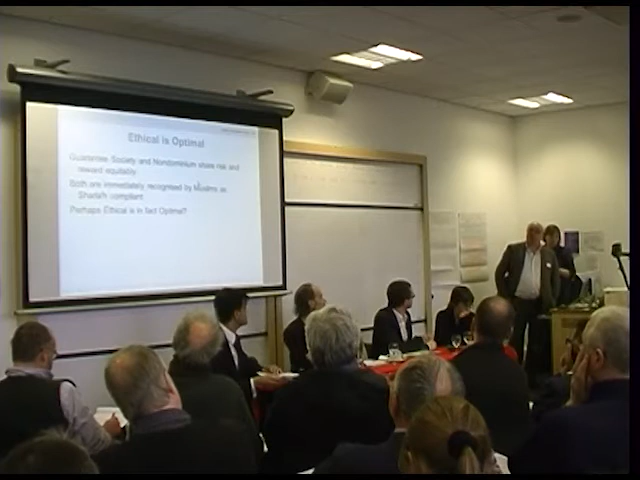 Ethical is Optimal
Guarantee Society and Nondominium share risk and
reward equitably
Both are immediately recognised by Muslims as
Shariah compliant
Perhaps Ethical is in fact Optimal?